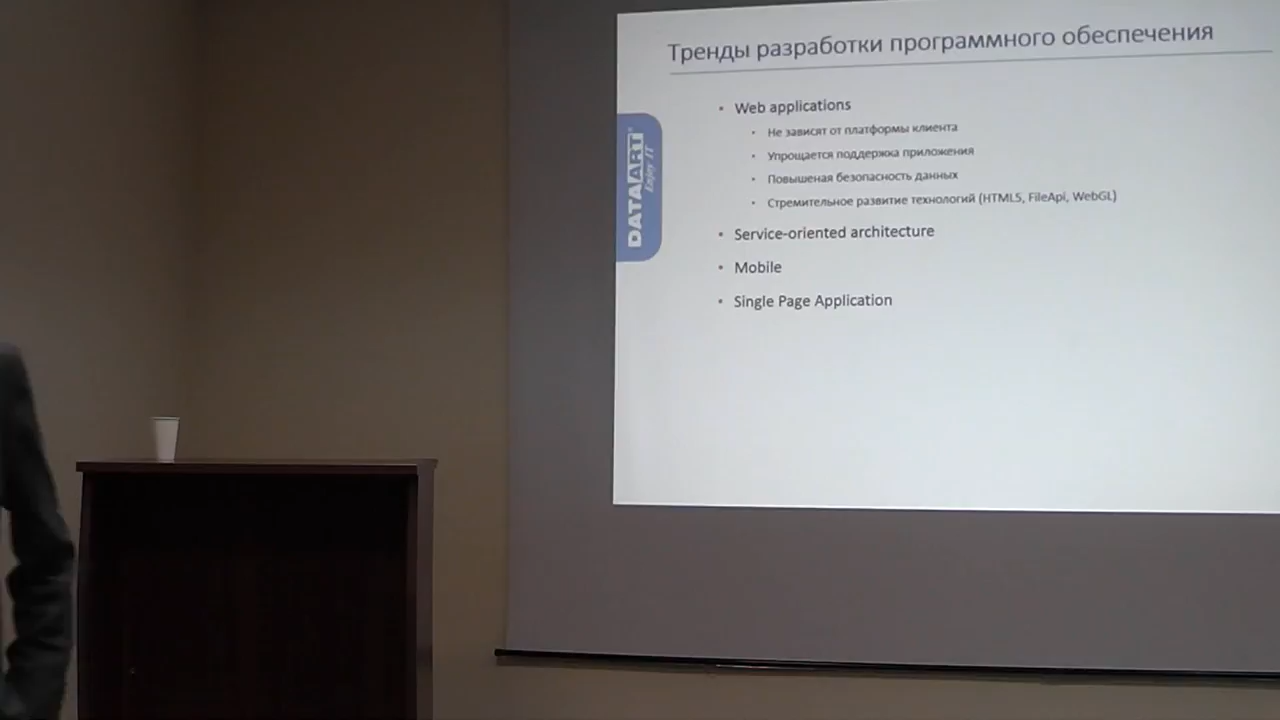 Тренды разработки программного обеспечения
DATAART®
Enjoy IT
• Web applications
• Не зависят от платформы клиента
• Упрощается поддержка приложения
• Повышеная безопасность данных
• Стремительное развитие технологий (HTML5, FileApi, WebGL)
• Service-oriented architecture
• Mobile
• Single Page Application